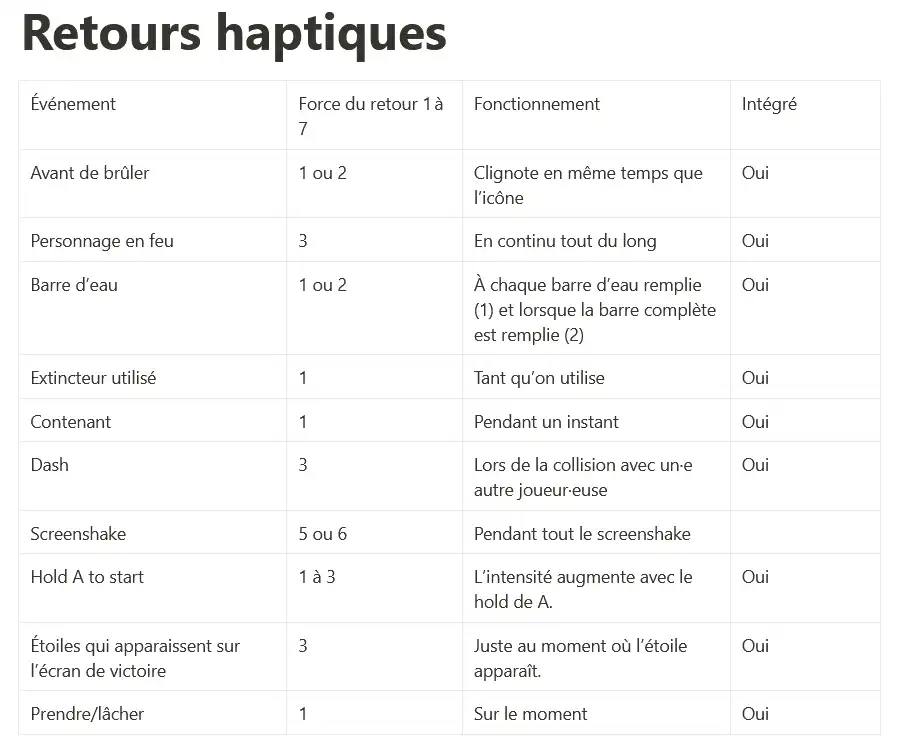 Retours haptiques
Événement
Force du retour 1 à
7
Fonctionnement
Intégré
Avant de brûler
1 ou 2
Clignote en même temps que
l’icône
Oui
Personnage en feu
3
En continu tout du long
Oui
Barre d’eau
1 ou 2
À chaque barre d’eau remplie
(1) et lorsque la barre complète
est remplie (2)
Oui
Extincteur utilisé
1
Tant qu’on utilise
Oui
Contenant
1
Pendant un instant
Oui
Dash
3
Lors de la collision avec un·e
autre joueur·euse
Oui
Screenshake
5 ou 6
Pendant tout le screenshake
Hold A to start
1 à 3
L’intensité augmente avec le
hold de A.
Oui
Étoiles qui apparaissent sur
l’écran de victoire
3
Juste au moment où l’étoile
apparaît.
Oui
Prendre/lâcher
1
Sur le moment
Oui